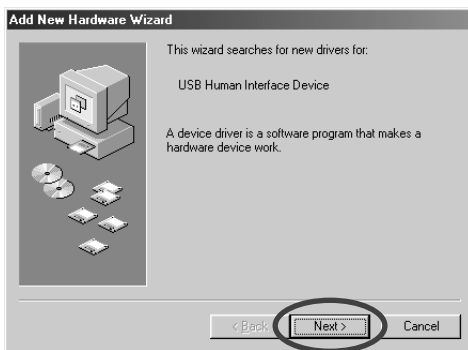 Add New Hardware Wizard
This wizard searches for new drivers for:
USB Human Interface Device
A device driver is a software program that makes a
hardware device work.
< Back
Next >
Cancel